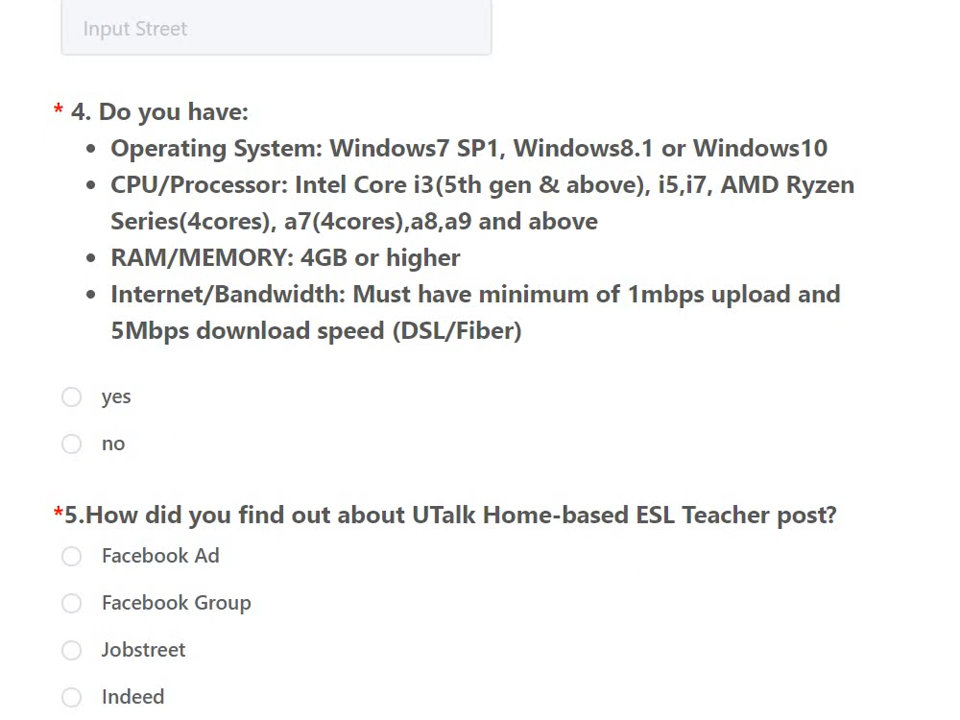 Input Street
* 4. Do you have:
• Operating System: Windows7 SP1, Windows8.1 or Windows10
• CPU/Processor: Intel Core i3(5th gen & above), i5,i7, AMD Ryzen
Series(4cores), a7(4cores),a8,a9 and above
• RAM/MEMORY: 4GB or higher
• Internet/Bandwidth: Must have minimum of 1mbps upload and
5Mbps download speed (DSL/Fiber)
yes
no
*5.How did you find out about UTalk Home-based ESL Teacher post?
Facebook Ad
Facebook Group
Jobstreet
Indeed